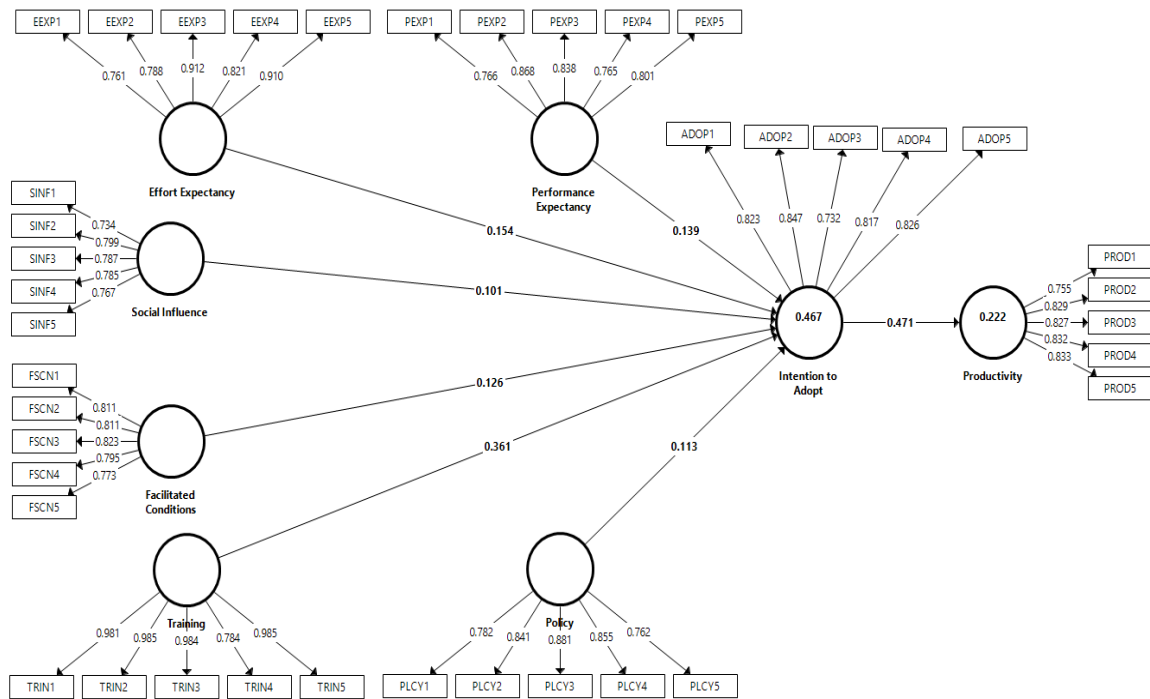 EEXP1 EEXP2 EEXP3 EEXP4 EEXP5
0.761 0.788 0.912 0.821 0.910
Effort Expectancy
PEXP1 PEXP2 PEXP3 PEXP4 PEXP5
0.766 0.868 0.838 0.765 0.801
Performance
Expectancy
ADOP1 ADOP2 ADOP3 ADOP4 ADOP5
0.823 0.847 0.732 0.817 0.826
SINF1
SINF2
SINF3
SINF4
SINF5
0.734
0.799
0.787
0.785
0.767
Social Influence
0.154
0.139
0.101
0.126
0.361
0.113
0.467
Intention to
Adopt
0.471
0.222
Productivity
0.755
0.829
0.827
0.832
0.833
PROD1
PROD2
PROD3
PROD4
PROD5
FSCN1
FSCN2
FSCN3
FSCN4
FSCN5
0.811
0.811
0.823
0.795
0.773
Facilitated
Conditions
Training
0.981 0.985 0.984 0.784 0.985
TRIN1 TRIN2 TRIN3 TRIN4 TRIN5
Policy
0.782 0.841 0.881 0.855 0.762
PLCY1 PLCY2 PLCY3 PLCY4 PLCY5